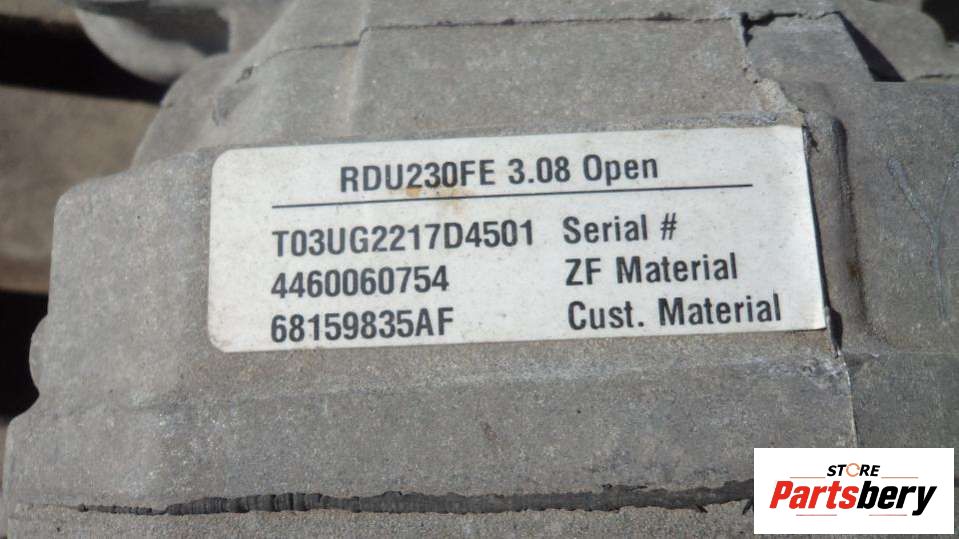 RDU230FE 3.08 Open
T03UG2217D4501 Serial #
4460060754 ZF Material
68159835AF Cust. Material
STORE
Partsbery